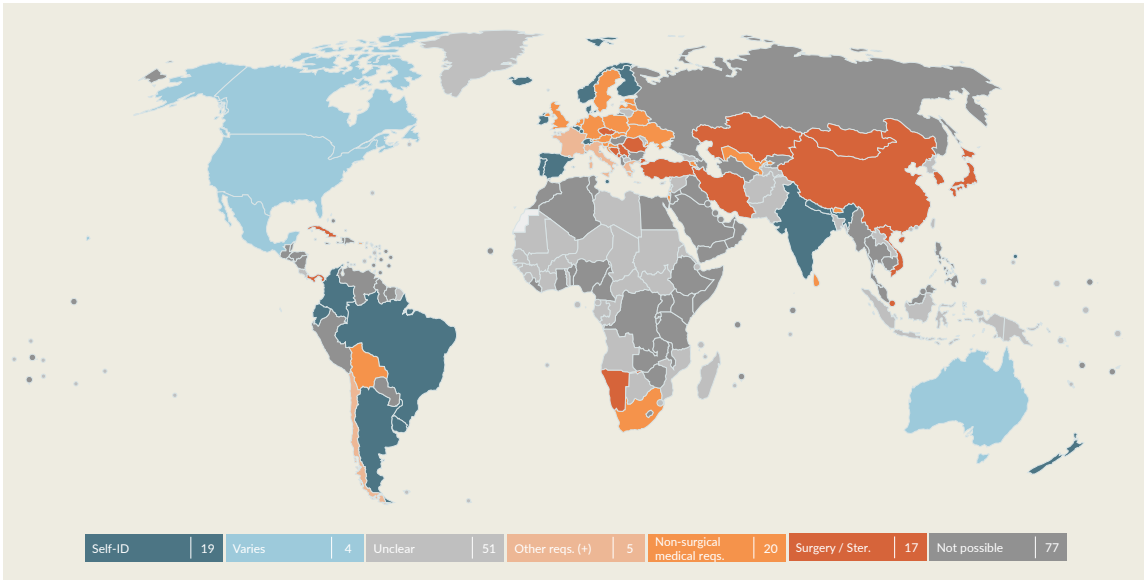 Self-ID 19
Varies 4
Unclear 51
Other reqs. (+) 5
Non-surgical
medical reqs. 20
Surgery / Ster. 17
Not possible 77